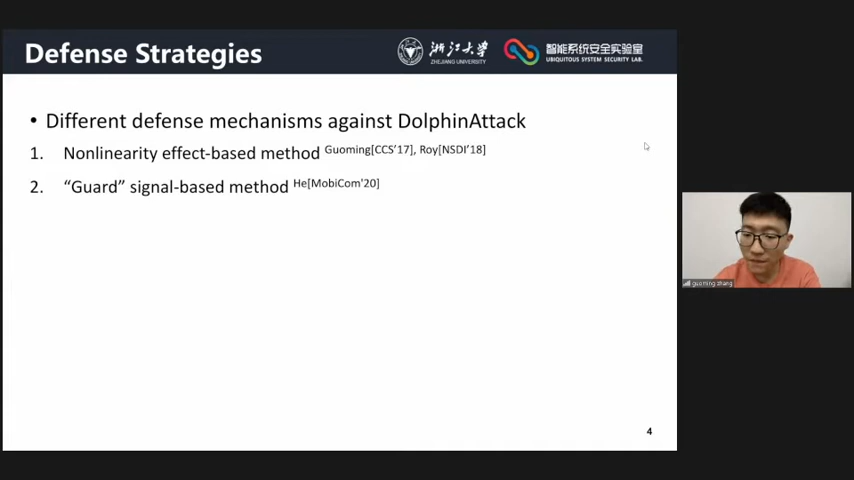 Defense Strategies
浙江大学
ZHEJIANG UNIVERSITY
智能系统安全实验室
UBIQUITOUS SYSTEM SECURITY LAB.
• Different defense mechanisms against DolphinAttack
1. Nonlinearity effect-based method Guoming[CCS'17], Roy[NSDI'18]
2. “Guard” signal-based method He[MobiCom'20]
guoming zhang
4